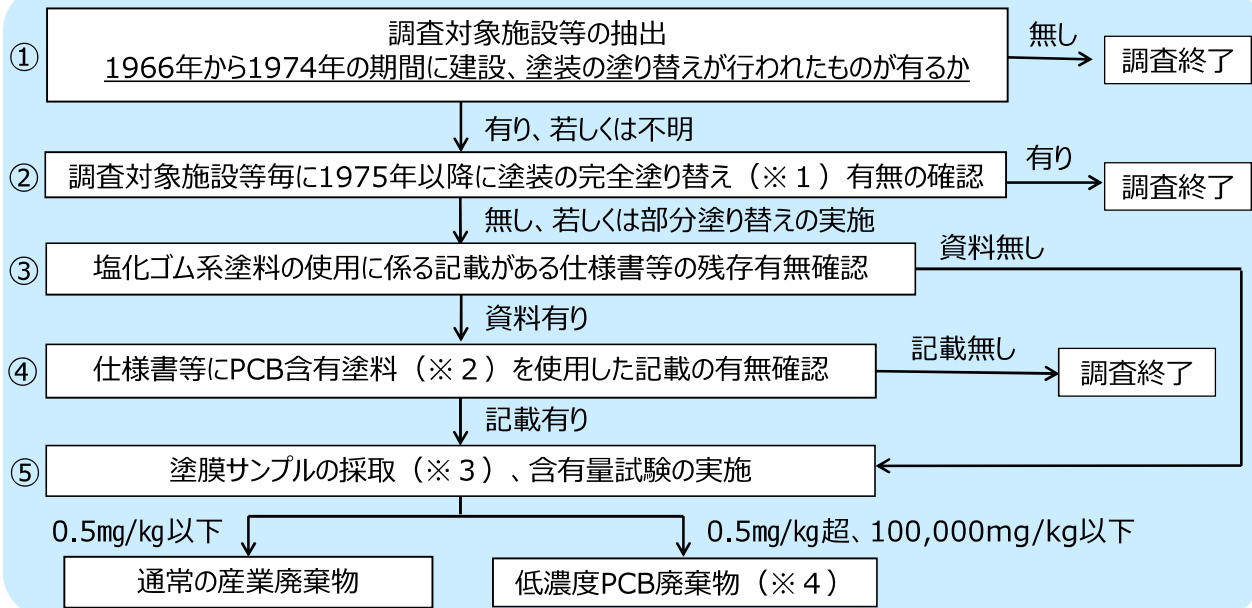 ①
調査対象施設等の抽出
1966年から1974年の期間に建設、塗装の塗り替えが行われたものが有るか
無し
調査終了
有り、若しくは不明
②
調査対象施設等毎に1975年以降に塗装の完全塗り替え（※１）有無の確認
有り
調査終了
無し、若しくは部分塗り替えの実施
③
塩化ゴム系塗料の使用に係る記載がある仕様書等の残存有無確認
資料無し
資料有り
④
仕様書等にPCB含有塗料（※２）を使用した記載の有無確認
記載無し
調査終了
記載有り
⑤
塗膜サンプルの採取（※３）、含有量試験の実施
0.5㎎/㎏以下
0.5㎎/㎏超、100,000mg/kg以下
通常の産業廃棄物
低濃度PCB廃棄物（※４）